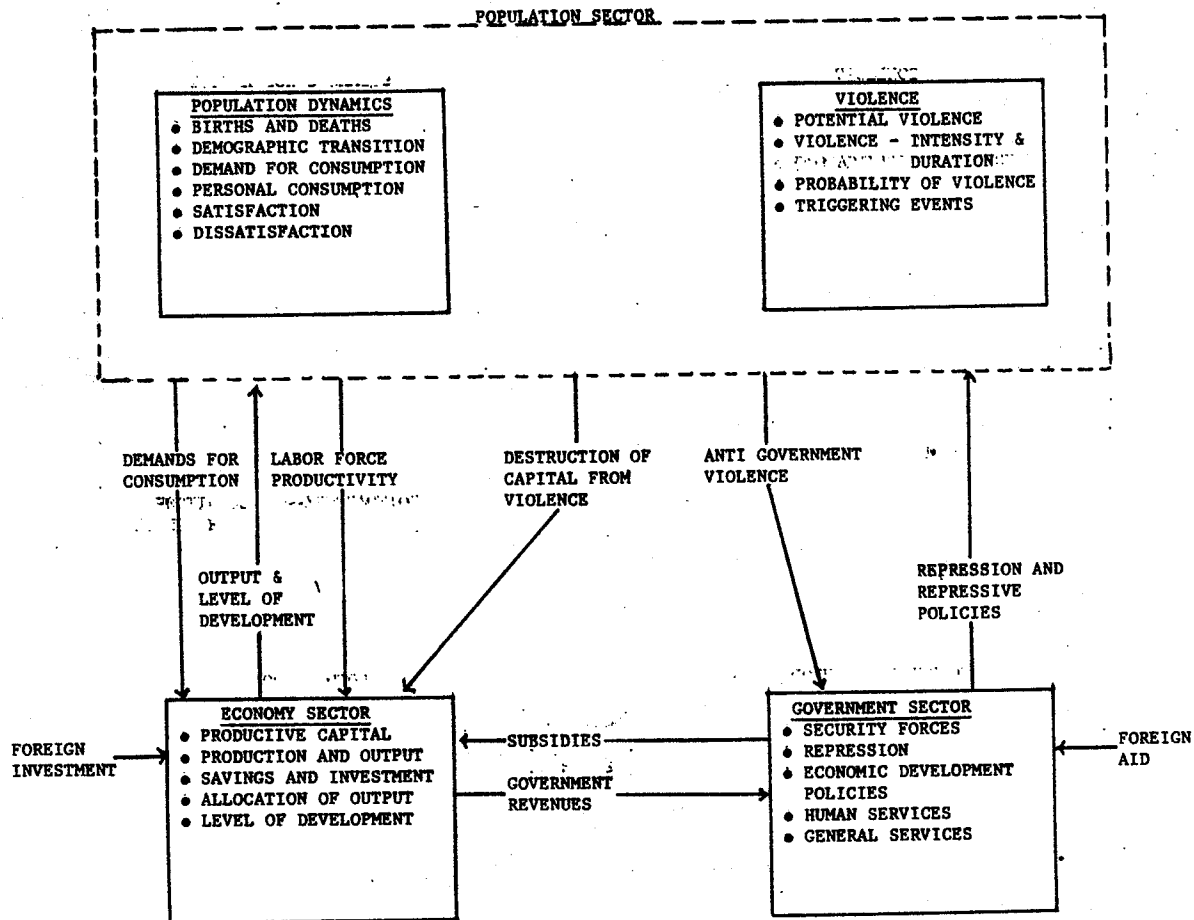 POPULATION SECTOR
POPULATION DYNAMICS
● BIRTHS AND DEATHS
● DEMOGRAPHIC TRANSITION
● DEMAND FOR CONSUMPTION
● PERSONAL CONSUMPTION
● SATISFACTION
● DISSATISFACTION
VIOLENCE
● POTENTIAL VIOLENCE
● VIOLENCE - INTENSITY &
DURATION
● PROBABILITY OF VIOLENCE
● TRIGGERING EVENTS
DEMANDS FOR
CONSUMPTION
LABOR FORCE
PRODUCTIVITY
DESTRUCTION OF
CAPITAL FROM
VIOLENCE
ANTI GOVERNMENT
VIOLENCE
OUTPUT &
LEVEL OF
DEVELOPMENT
REPRESSION AND
REPRESSIVE
POLICIES
FOREIGN
INVESTMENT
ECONOMY SECTOR
● PRODUCTIVE CAPITAL
● PRODUCTION AND OUTPUT
● SAVINGS AND INVESTMENT
● ALLOCATION OF OUTPUT
● LEVEL OF DEVELOPMENT
SUBSIDIES
GOVERNMENT
REVENUES
GOVERNMENT SECTOR
● SECURITY FORCES
● REPRESSION
● ECONOMIC DEVELOPMENT
POLICIES
● HUMAN SERVICES
● GENERAL SERVICES
FOREIGN
AID